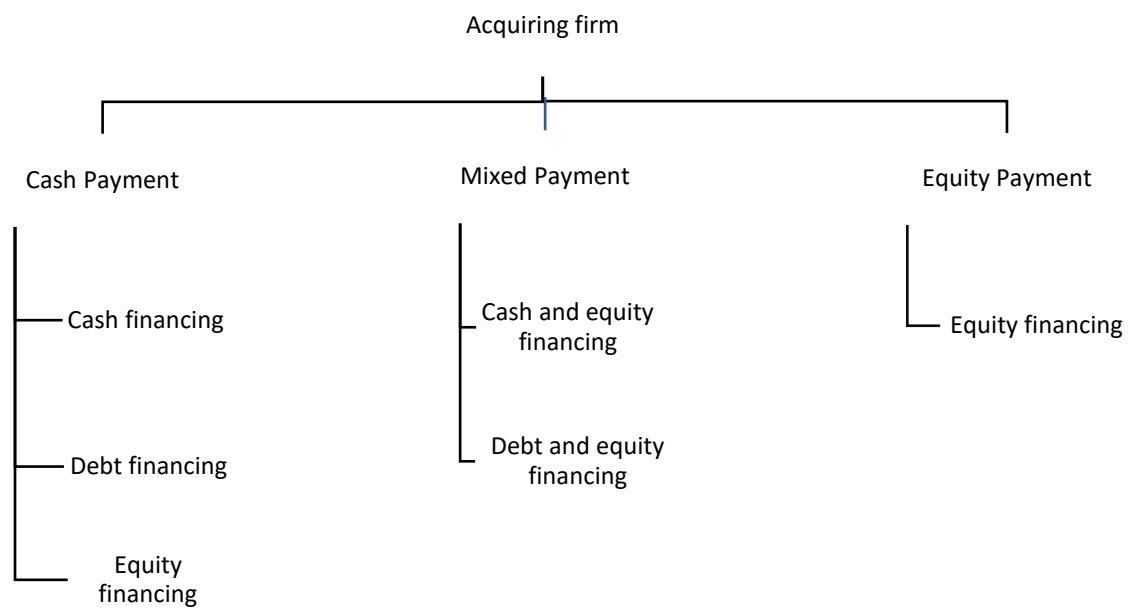 Acquiring firm
Cash Payment
Mixed Payment
Equity Payment
Cash financing
Cash and equity
financing
Equity financing
Debt financing
Debt and equity
financing
Equity
financing